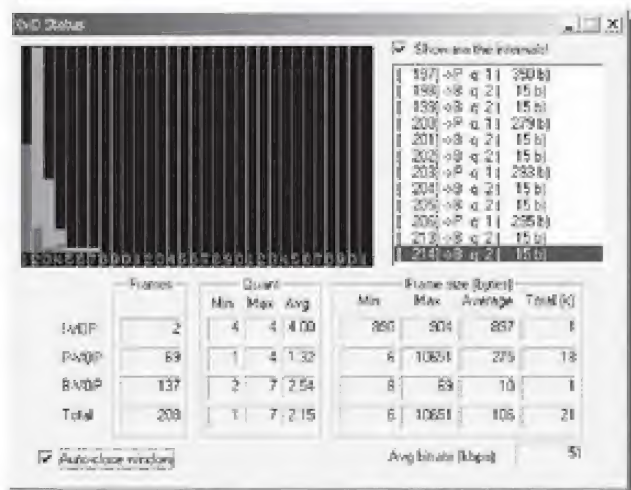 XviD Status
Show me the internals!
[ 197] ->P q: 1 ( 350 b)
[ 198] ->B q: 2 ( 15 b)
[ 199] ->B q: 2 ( 15 b)
[ 200] ->P q: 1 ( 279 b)
[ 201] ->B q: 2 ( 15 b)
[ 202] ->B q: 2 ( 15 b)
[ 203] ->P q: 1 ( 293 b)
[ 204] ->B q: 2 ( 15 b)
[ 205] ->B q: 2 ( 15 b)
[ 206] ->P q: 1 ( 295 b)
[ 213] ->B q: 2 ( 15 b)
[ 214] ->B q: 2 ( 15 b)
Frames Quant Frame size (bytes)
Min Max Avg Min Max Average Total (k)
I-VOP 2 4 4 4.00 890 904 897 1
P-VOP 69 1 4 1.32 6 10651 275 18
B-VOP 137 2 7 2.54 8 69 10 1
Total 208 1 7 2.15 6 10651 106 21
Auto-close window Avg bitrate (kbps) 51